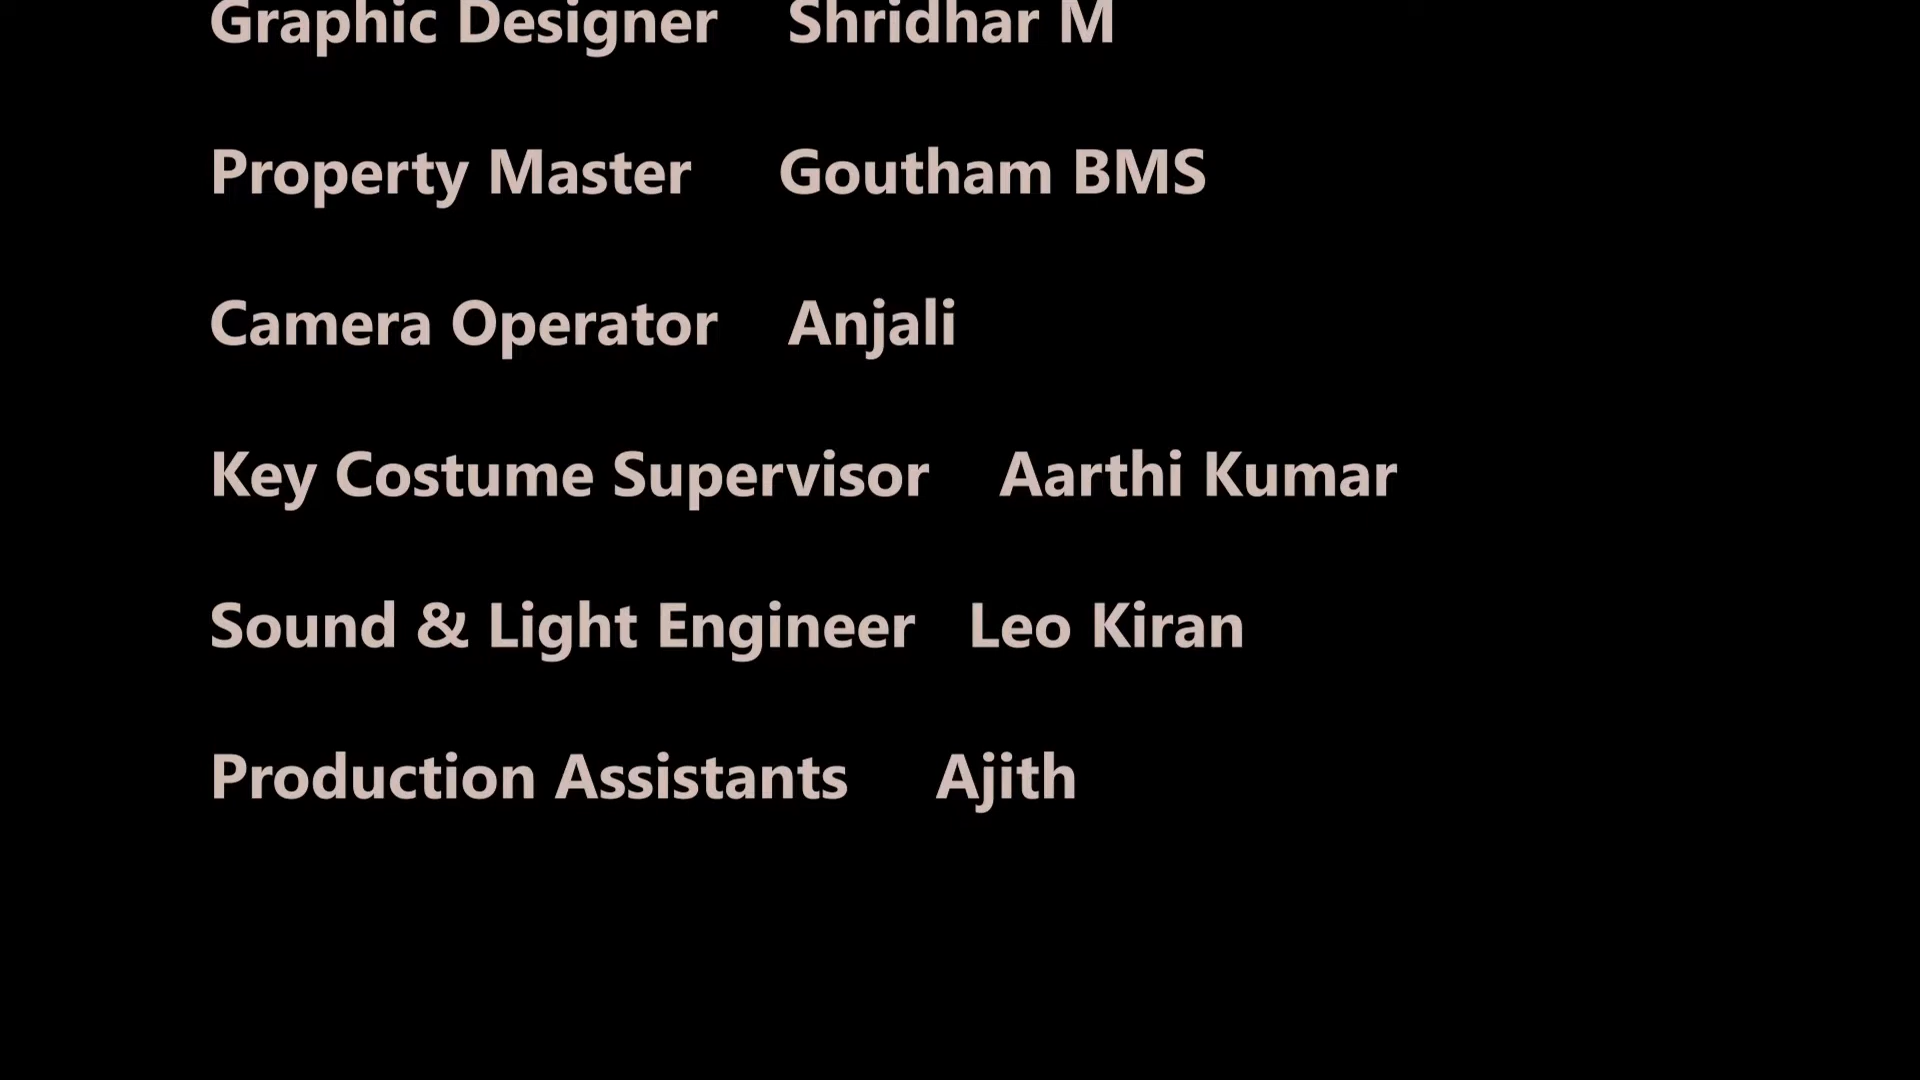 Graphic Designer Shridhar M
Property Master Goutham BMS
Camera Operator Anjali
Key Costume Supervisor Aarthi Kumar
Sound & Light Engineer Leo Kiran
Production Assistants Ajith